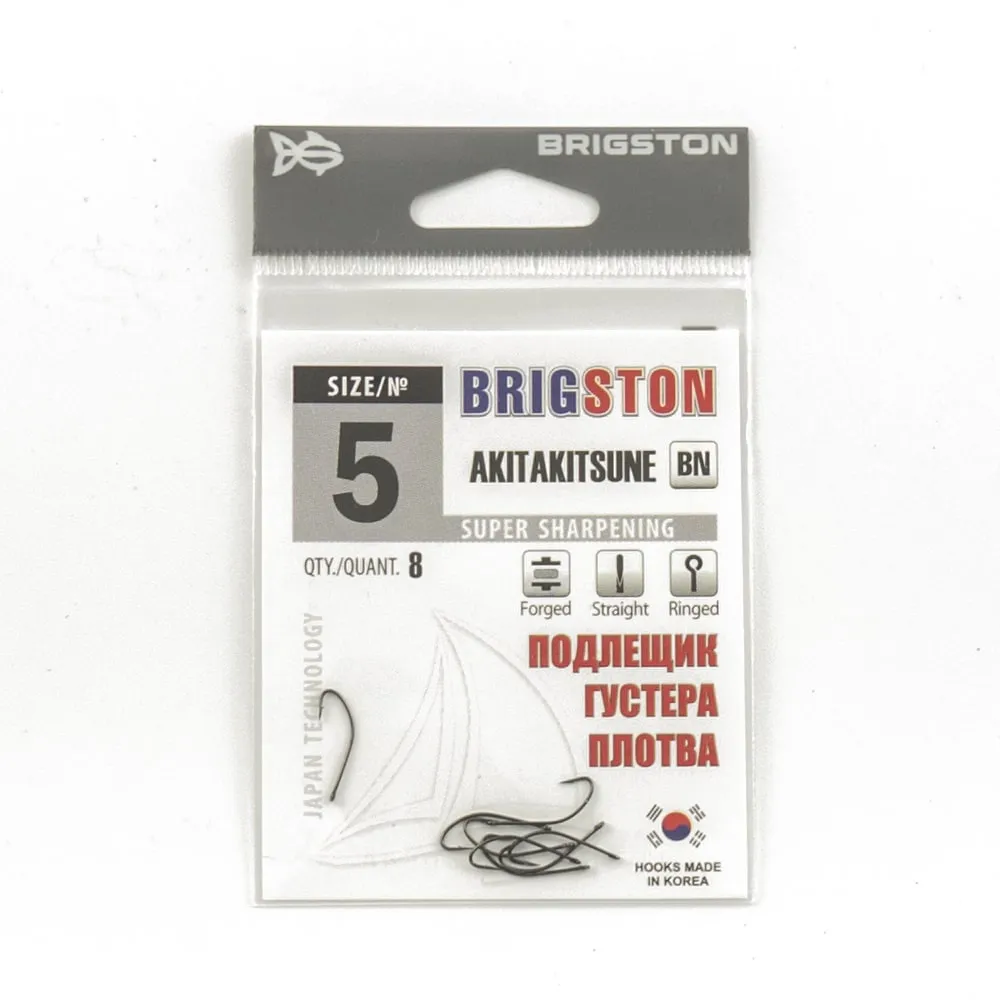 BRIGSTON
SIZE/№
5
QTY./QUANT. 8
BRIGSTON
AKITAKITSUNE BN
SUPER SHARPENING
Forged Straight Ringed
ПОДЛЕЩИК
ГУСТЕРА
ПЛОТВА
JAPAN TECHNOLOGY
HOOKS MADE
IN KOREA